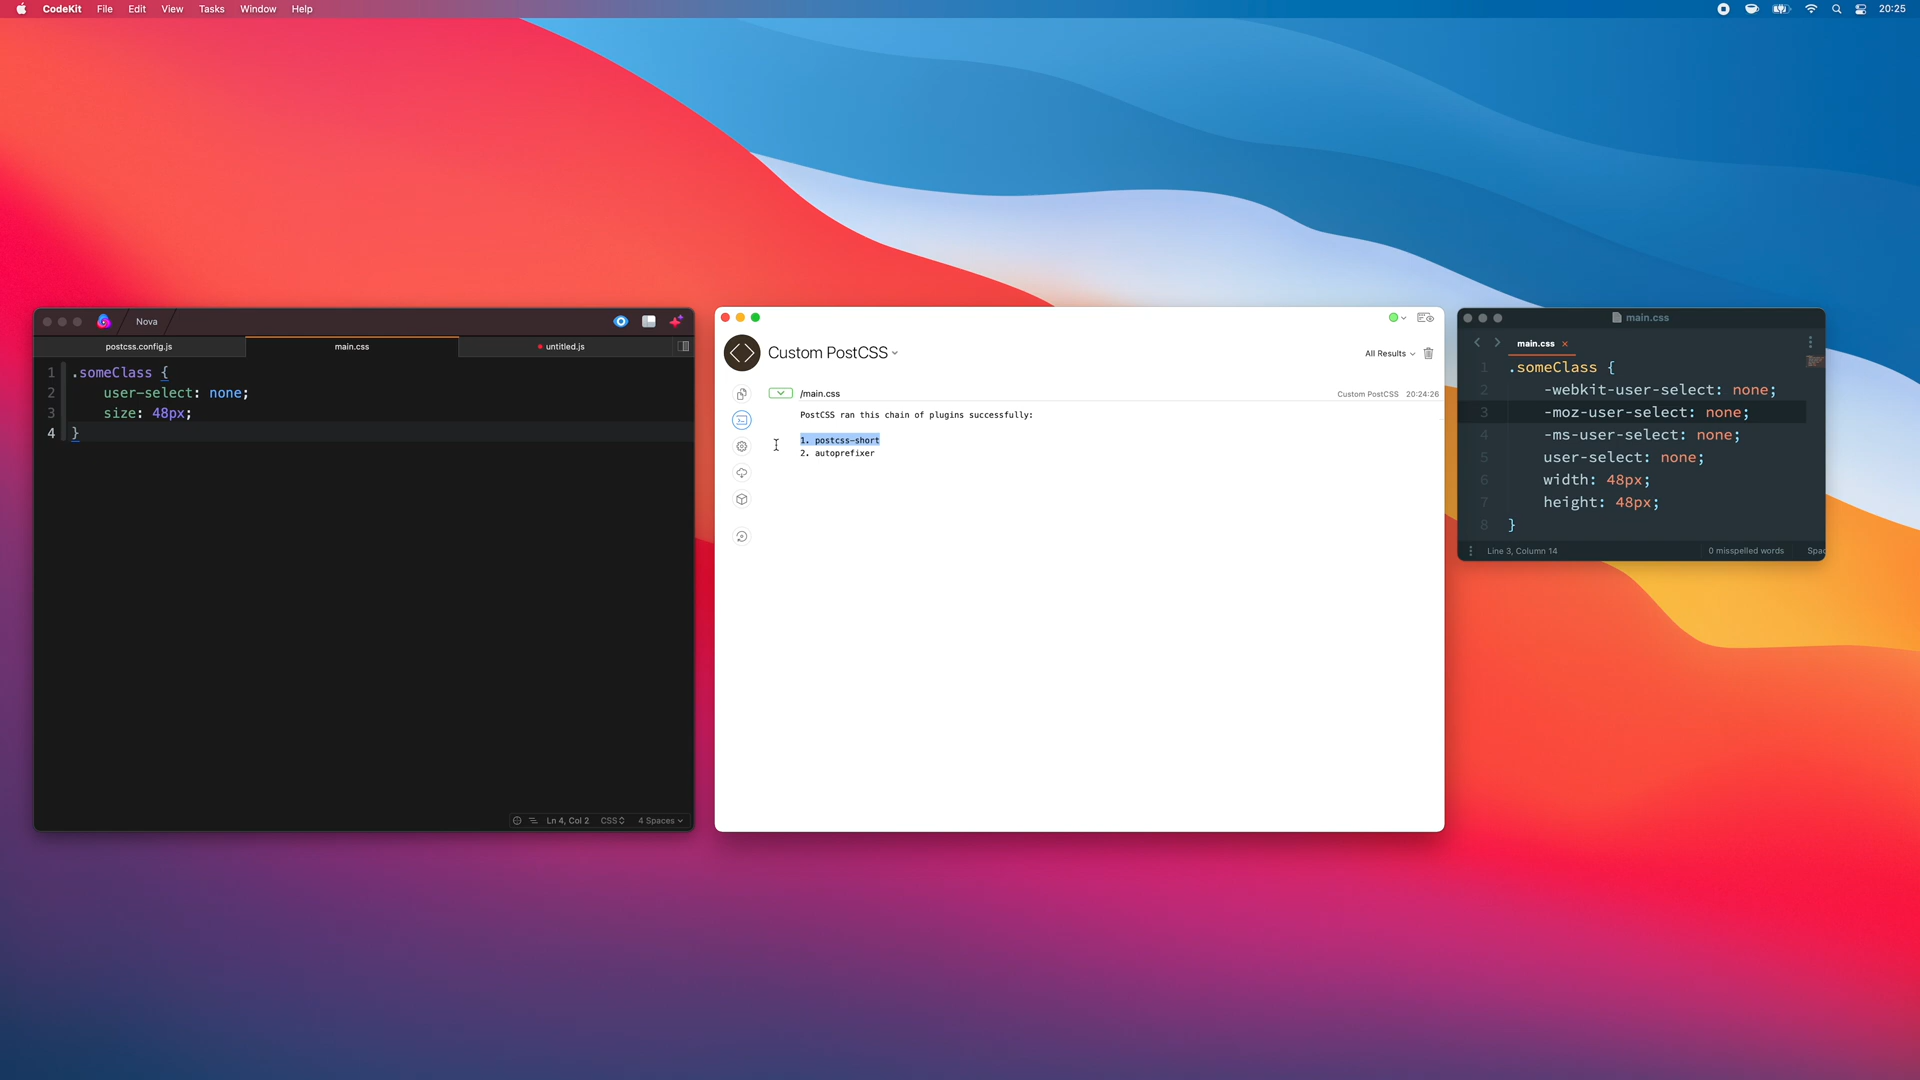 CodeKit File Edit View Tasks Window Help
20:25
Nova
postcss.config.js
main.css
untitled.js
1 .someClass {
2 user-select: none;
3 size: 48px;
4 }
Ln 4, Col 2 CSS 4 Spaces
Custom PostCSS
All Results
/main.css
Custom PostCSS 20:24:26
PostCSS ran this chain of plugins successfully:
1. postcss-short
2. autoprefixer
main.css
main.css
1 .someClass {
2 -webkit-user-select: none;
3 -moz-user-select: none;
4 -ms-user-select: none;
5 user-select: none;
6 width: 48px;
7 height: 48px;
8 }
Line 3, Column 14
0 misspelled words
Spac